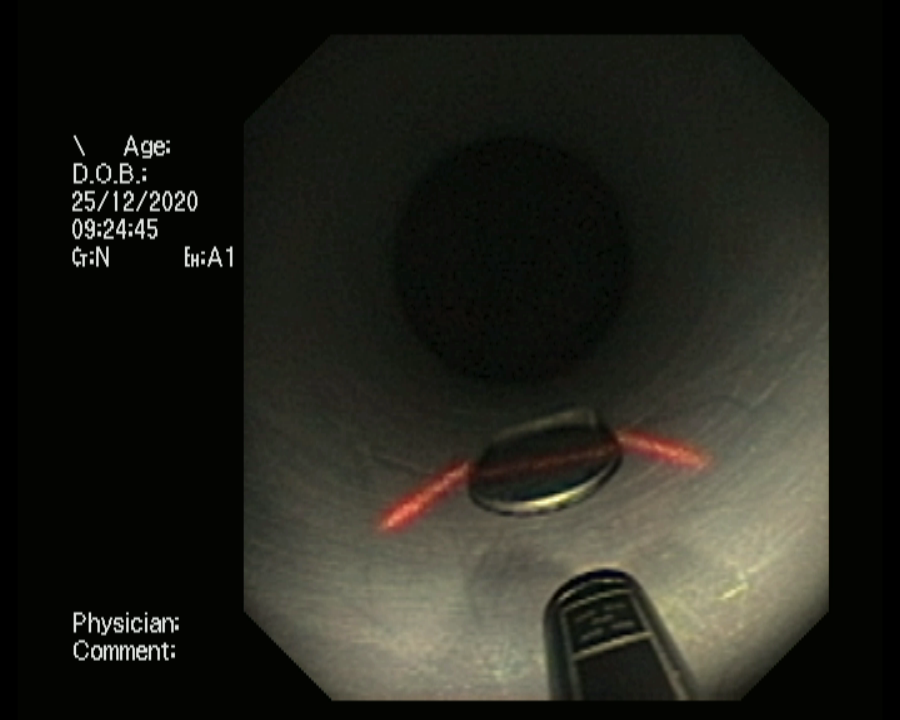 \ Age:
D.O.B.:
25/12/2020
09:24:45
Cr:N EH:A1
Physician:
Comment: